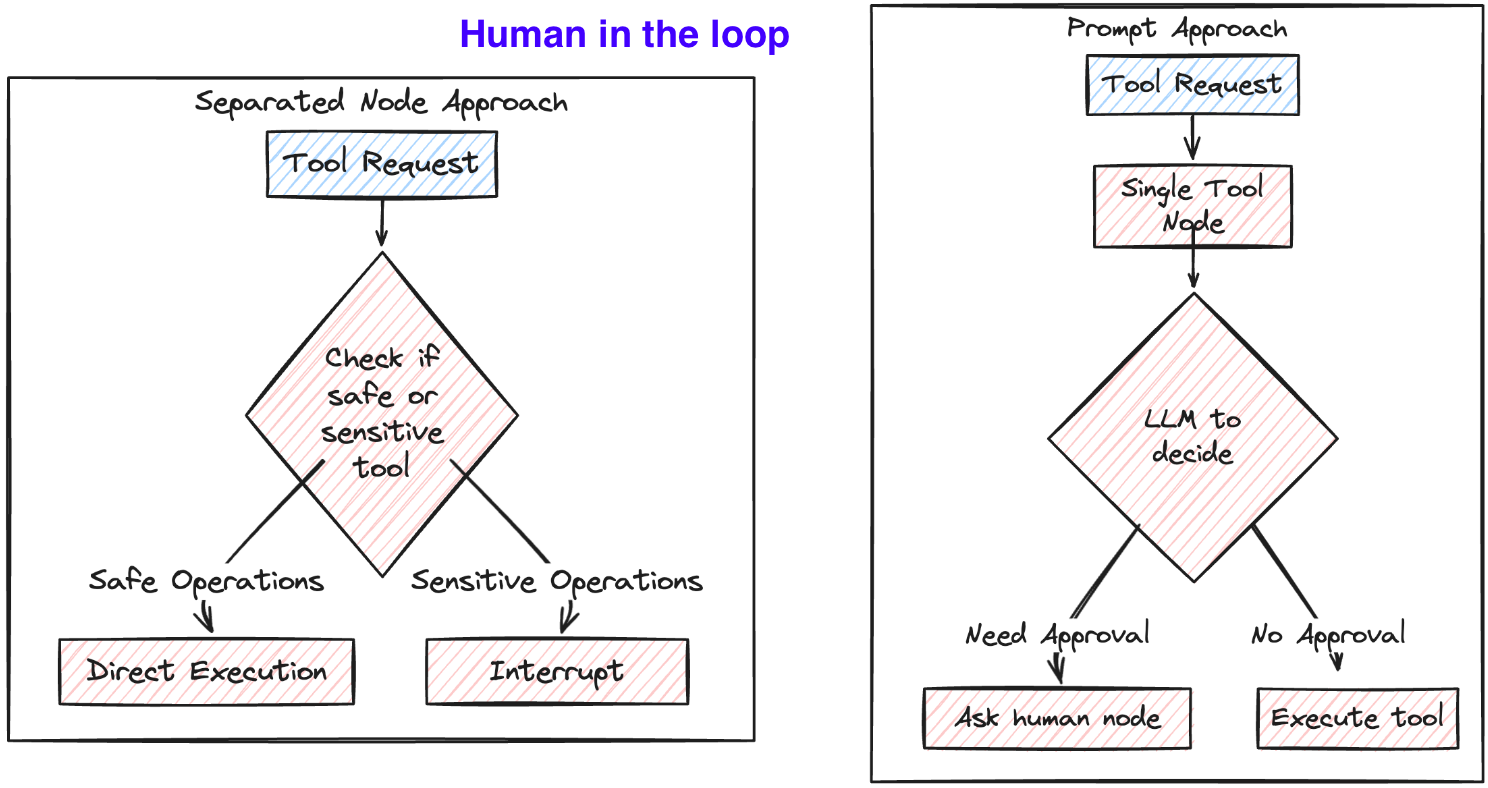 Human in the loop
Separated Node Approach
Tool Request
Check if
safe or
sensitive
tool
Safe Operations
Sensitive Operations
Direct Execution
Interrupt
Prompt Approach
Tool Request
Single Tool
Node
LLM to
decide
Need Approval
No Approval
Ask human node
Execute tool